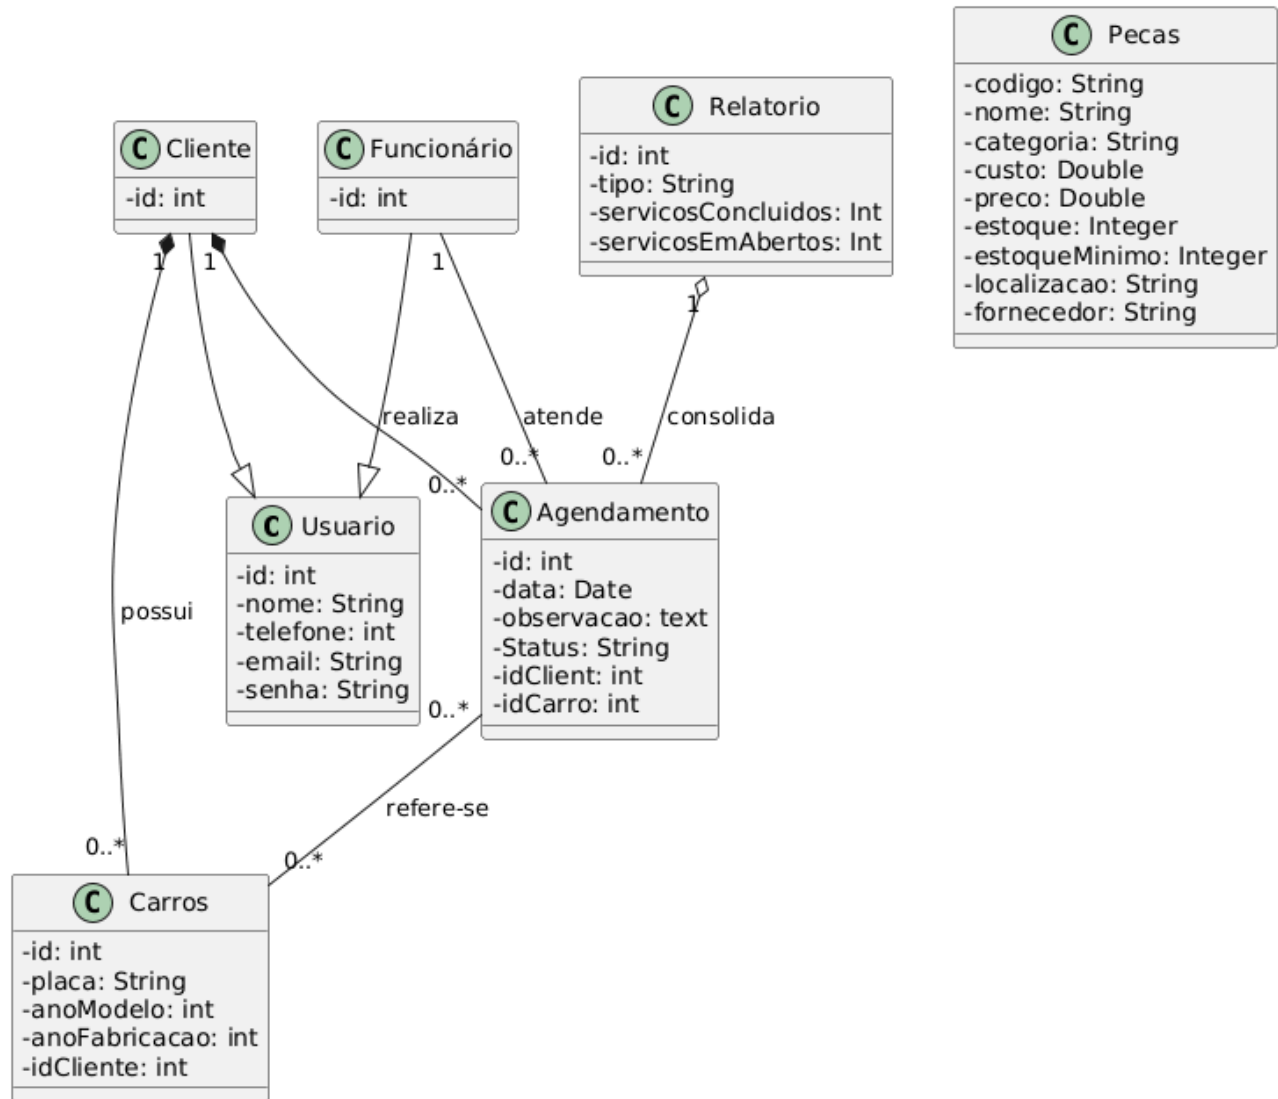 C Pecas
-codigo: String
-nome: String
-categoria: String
-custo: Double
-preco: Double
-estoque: Integer
-estoqueMinimo: Integer
-localizacao: String
-fornecedor: String
C Relatorio
-id: int
-tipo: String
-servicosConcluidos: Int
-servicosEmAbertos: Int
C Cliente
-id: int
C Funcionário
-id: int
1
1
1
1
realiza
atende
consolida
0..*
0..*
0..*
C Usuario
-id: int
-nome: String
-telefone: int
-email: String
-senha: String
C Agendamento
-id: int
-data: Date
-observacao: text
-Status: String
-idClient: int
-idCarro: int
possui
0..*
refere-se
0..*
0..*
C Carros
-id: int
-placa: String
-anoModelo: int
-anoFabricacao: int
-idCliente: int